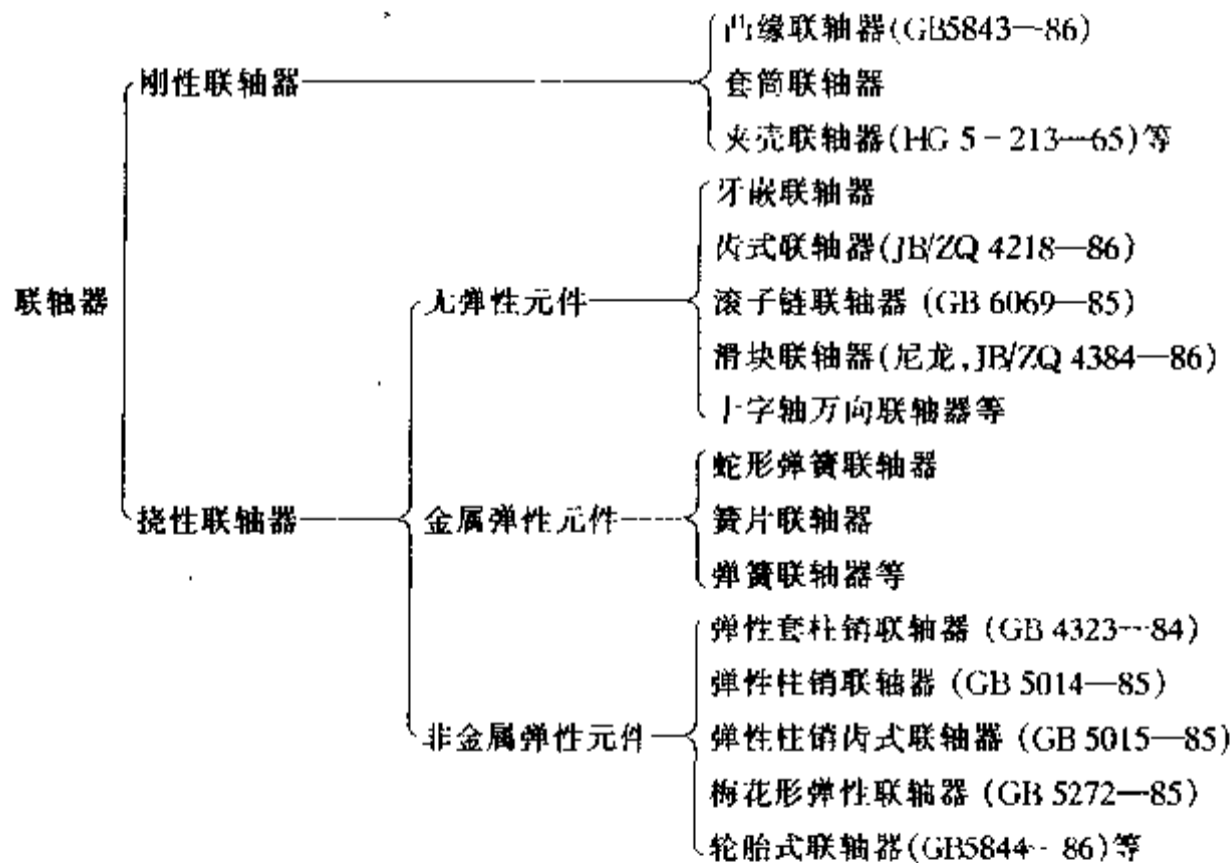 凸缘联轴器(GB5843—86)
刚性联轴器
套筒联轴器
夹壳联轴器(HG 5-213—65)等
牙嵌联轴器
齿式联轴器(JB/ZQ 4218—86)
联轴器
无弹性元件
滚子链联轴器 (GB 6069—85)
滑块联轴器(尼龙,JB/ZQ 4384—86)
十字轴万向联轴器等
蛇形弹簧联轴器
挠性联轴器
金属弹性元件
簧片联轴器
弹簧联轴器等
弹性套柱销联轴器 (GB 4323—84)
弹性柱销联轴器 (GB 5014—85)
非金属弹性元件
弹性柱销齿式联轴器 (GB 5015—85)
梅花形弹性联轴器 (GB 5272—85)
轮胎式联轴器(GB5844—86)等